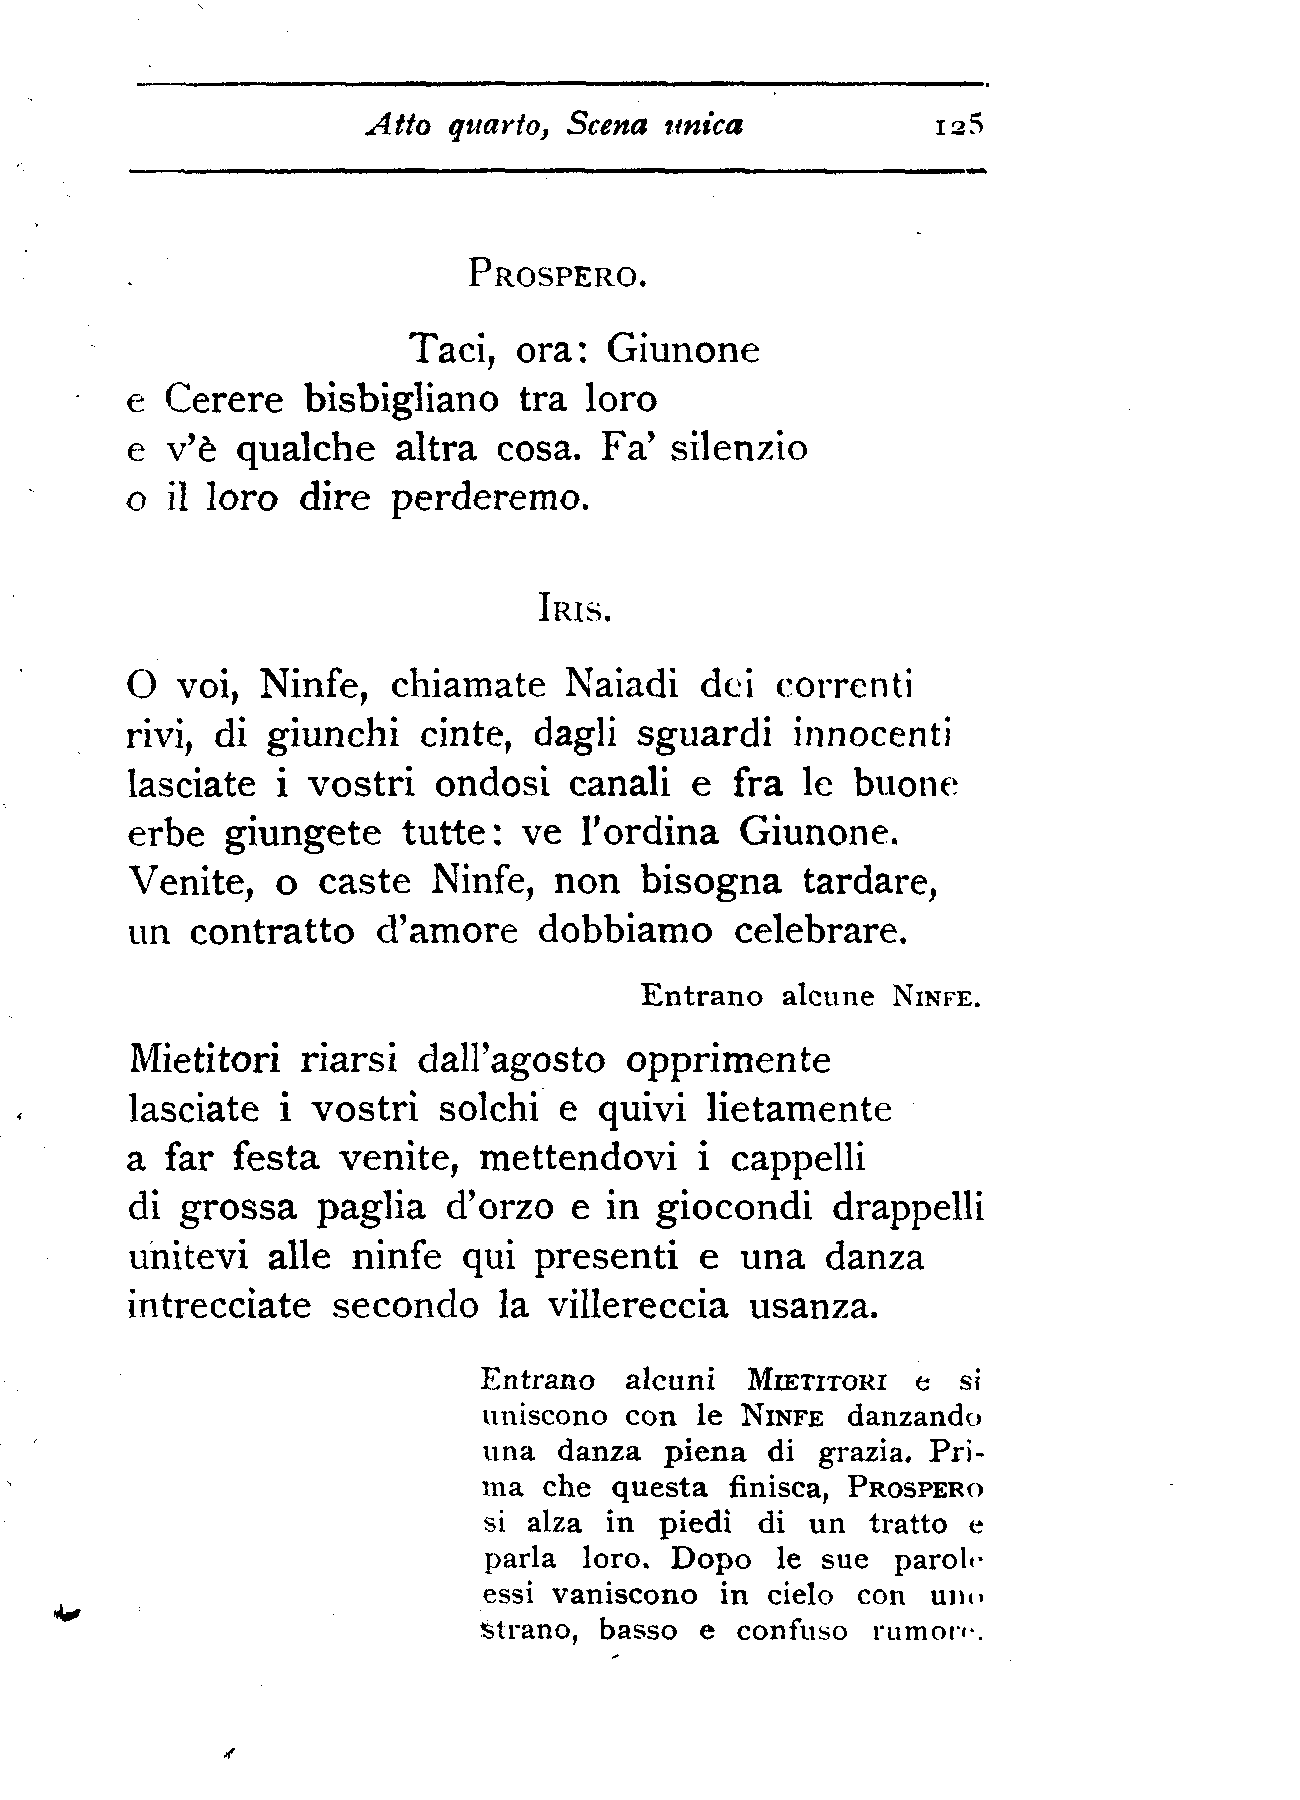 Atto quarto, Scena unica 125
PROSPERO.
Taci, ora: Giunone
e Cerere bisbigliano tra loro
e v'è qualche altra cosa. Fa' silenzio
o il loro dire perderemo.
IRIS.
O voi, Ninfe, chiamate Naiadi dei correnti
rivi, di giunchi cinte, dagli sguardi innocenti
lasciate i vostri ondosi canali e fra le buone
erbe giungete tutte: ve l'ordina Giunone.
Venite, o caste Ninfe, non bisogna tardare,
un contratto d'amore dobbiamo celebrare.
Entrano alcune NINFE.
Mietitori riarsi dall'agosto opprimente
lasciate i vostri solchi e quivi lietamente
a far festa venite, mettendovi i cappelli
di grossa paglia d'orzo e in giocondi drappelli
unitevi alle ninfe qui presenti e una danza
intrecciate secondo la villereccia usanza.
Entrano alcuni MIETITORI e si
uniscono con le NINFE danzando
una danza piena di grazia. Pri-
ma che questa finisca, PROSPERO
si alza in piedi di un tratto e
parla loro. Dopo le sue parole
essi vaniscono in cielo con uno
strano, basso e confuso rumore.